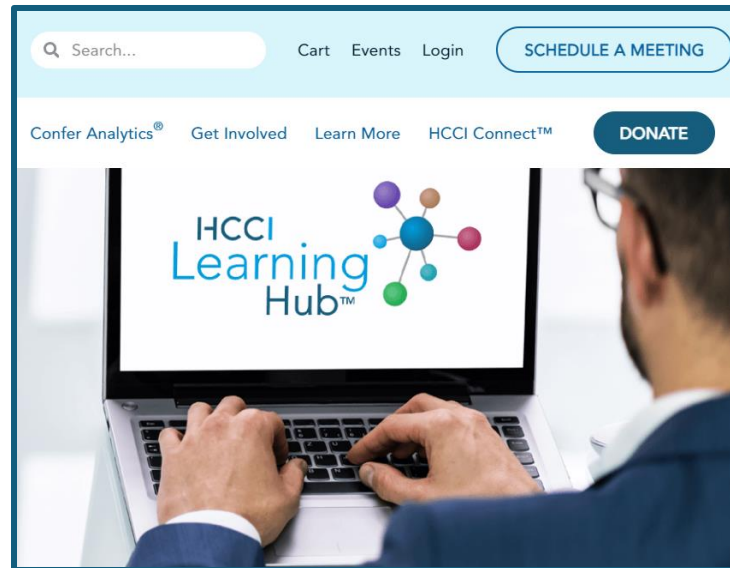 Search...
Cart Events Login SCHEDULE A MEETING
Confer Analytics® Get Involved Learn More HCCI Connect™ DONATE
HCCI
Learning
Hub™